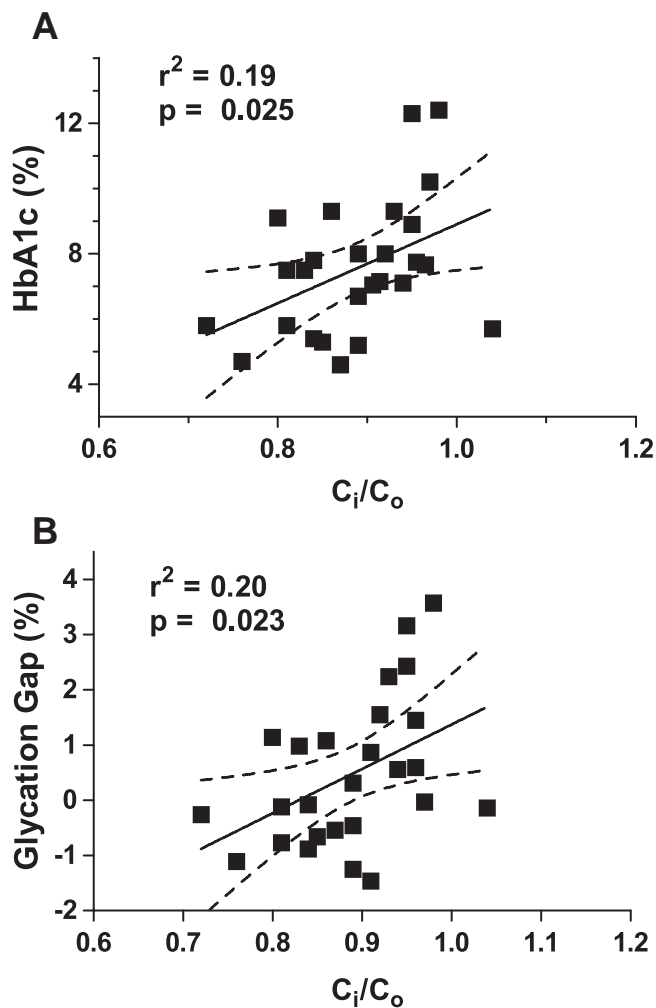 A
r² = 0.19
p = 0.025
HbA1c (%)
12
8
4
0.6 0.8 1.0 1.2
Cᵢ/Cₒ
B
r² = 0.20
p = 0.023
Glycation Gap (%)
4
3
2
1
0
-1
-2
0.6 0.7 0.8 0.9 1.0 1.1 1.2
Cᵢ/Cₒ